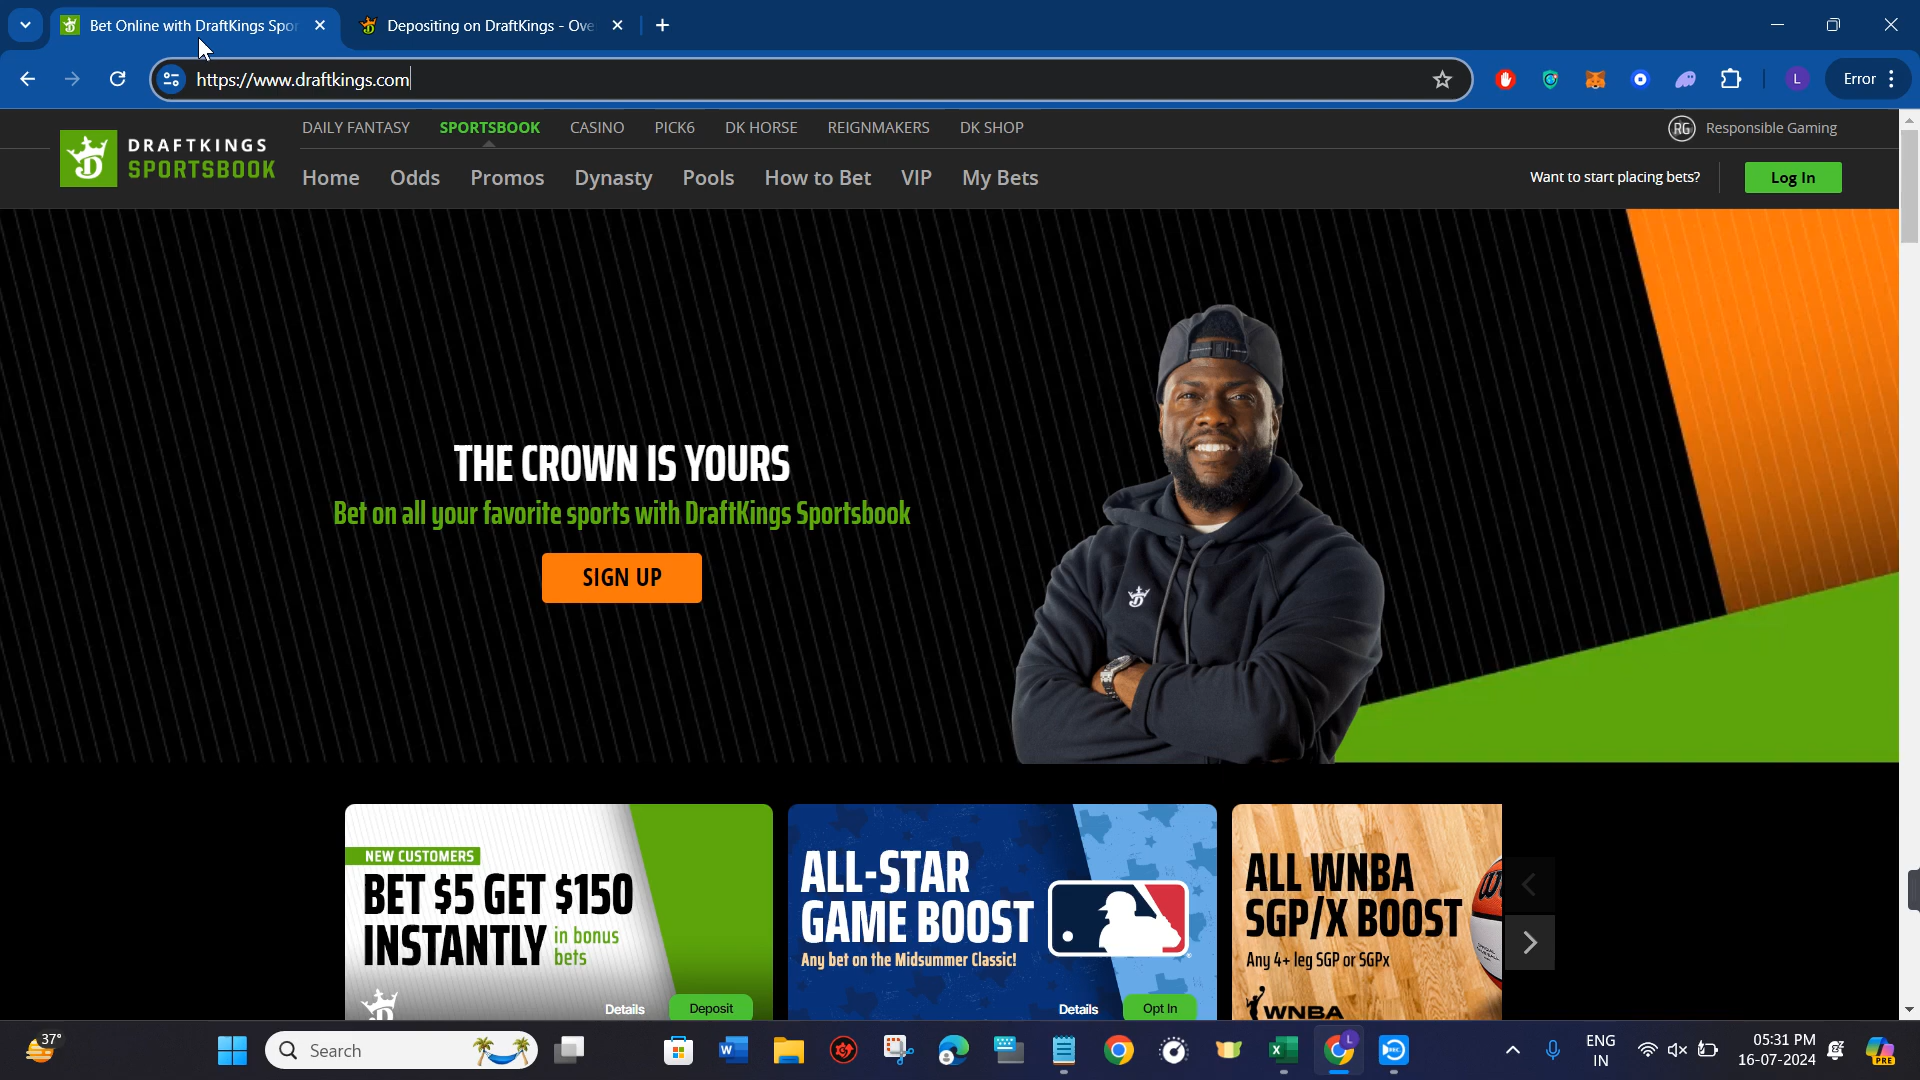 Bet Online with DraftKings Spor
Depositing on DraftKings - Ove
https://www.draftkings.com
L
Error
DAILY FANTASY SPORTSBOOK CASINO PICK6 DK HORSE REIGNMAKERS DK SHOP
RG Responsible Gaming
DRAFTKINGS
SPORTSBOOK
Home Odds Promos Dynasty Pools How to Bet VIP My Bets
Want to start placing bets?
Log In
THE CROWN IS YOURS
Bet on all your favorite sports with DraftKings Sportsbook
SIGN UP
NEW CUSTOMERS
BET $5 GET $150
INSTANTLY in bonus
bets
Details
Deposit
ALL-STAR
GAME BOOST
Any bet on the Midsummer Classic!
Details
Opt In
ALL WNBA
SGP/X BOOST
Any 4+ leg SGP or SGPx
WNBA
37°
Search
ENG
IN
05:31 PM
16-07-2024